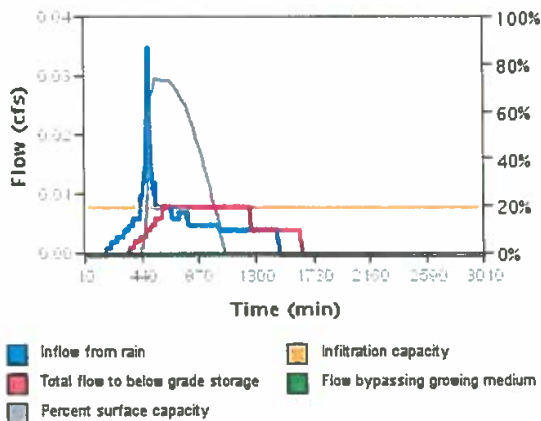 0.04
0.03
0.02
0.01
0.00
Flow (cfs)
100%
80%
60%
40%
20%
0%
10 440 870 1300 1730 2160 2590 3010
Time (min)
Inflow from rain
Total flow to below grade storage
Percent surface capacity
Infiltration capacity
Flow bypassing growing medium